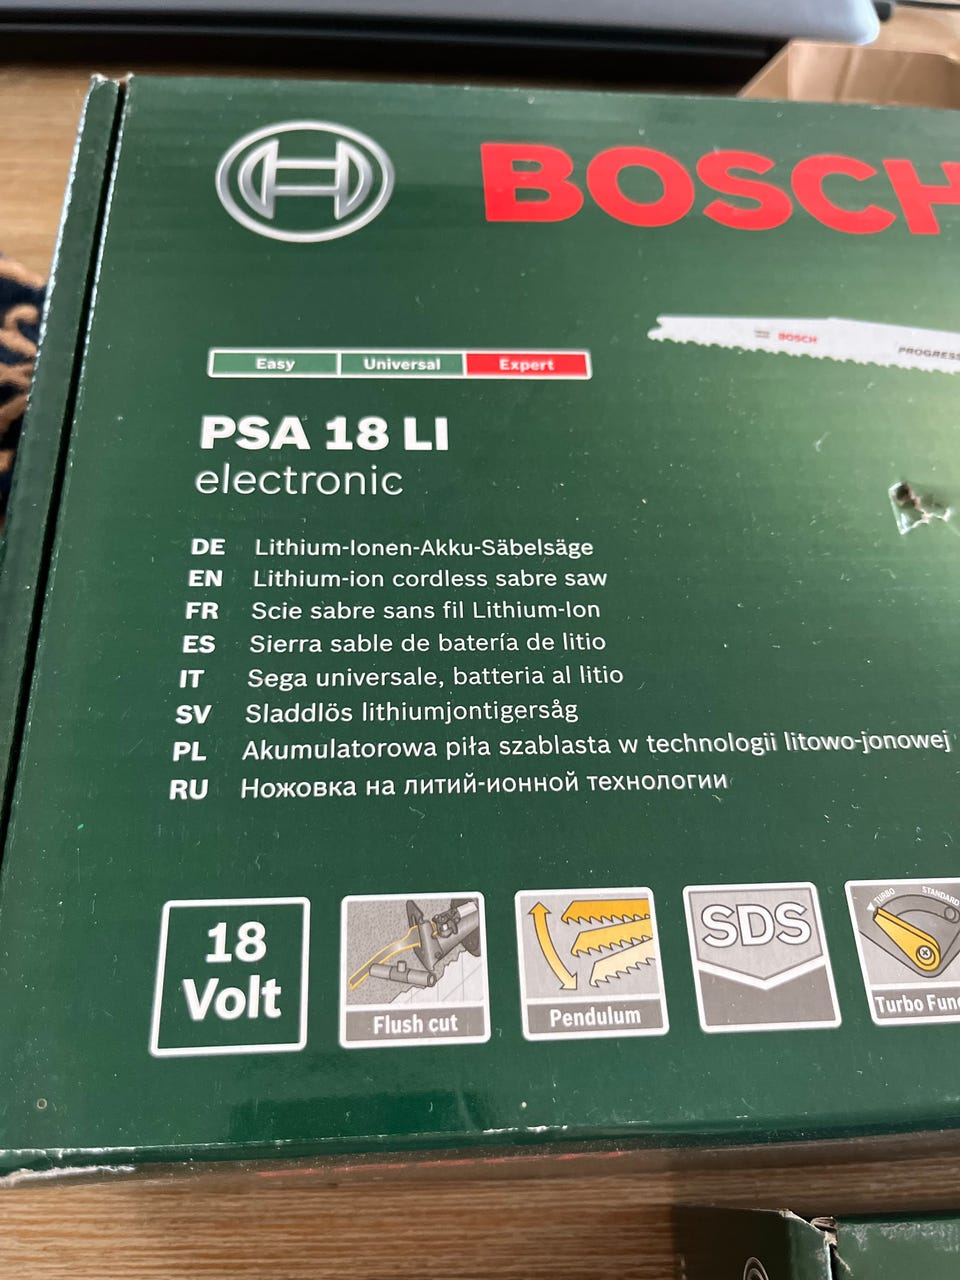 BOSCH
BOSCH
PROGRESS
Easy Universal Expert
PSA 18 LI
electronic
DE Lithium-Ionen-Akku-Säbelsäge
EN Lithium-ion cordless sabre saw
FR Scie sabre sans fil Lithium-Ion
ES Sierra sable de batería de litio
IT Sega universale, batteria al litio
SV Sladdlös lithiumjontigersåg
PL Akumulatorowa piła szablasta w technologii litowo-jonowej
RU Ножовка на литий-ионной технологии
18
Volt
Flush cut
Pendulum
SDS
TURBO STANDARD
Turbo Func